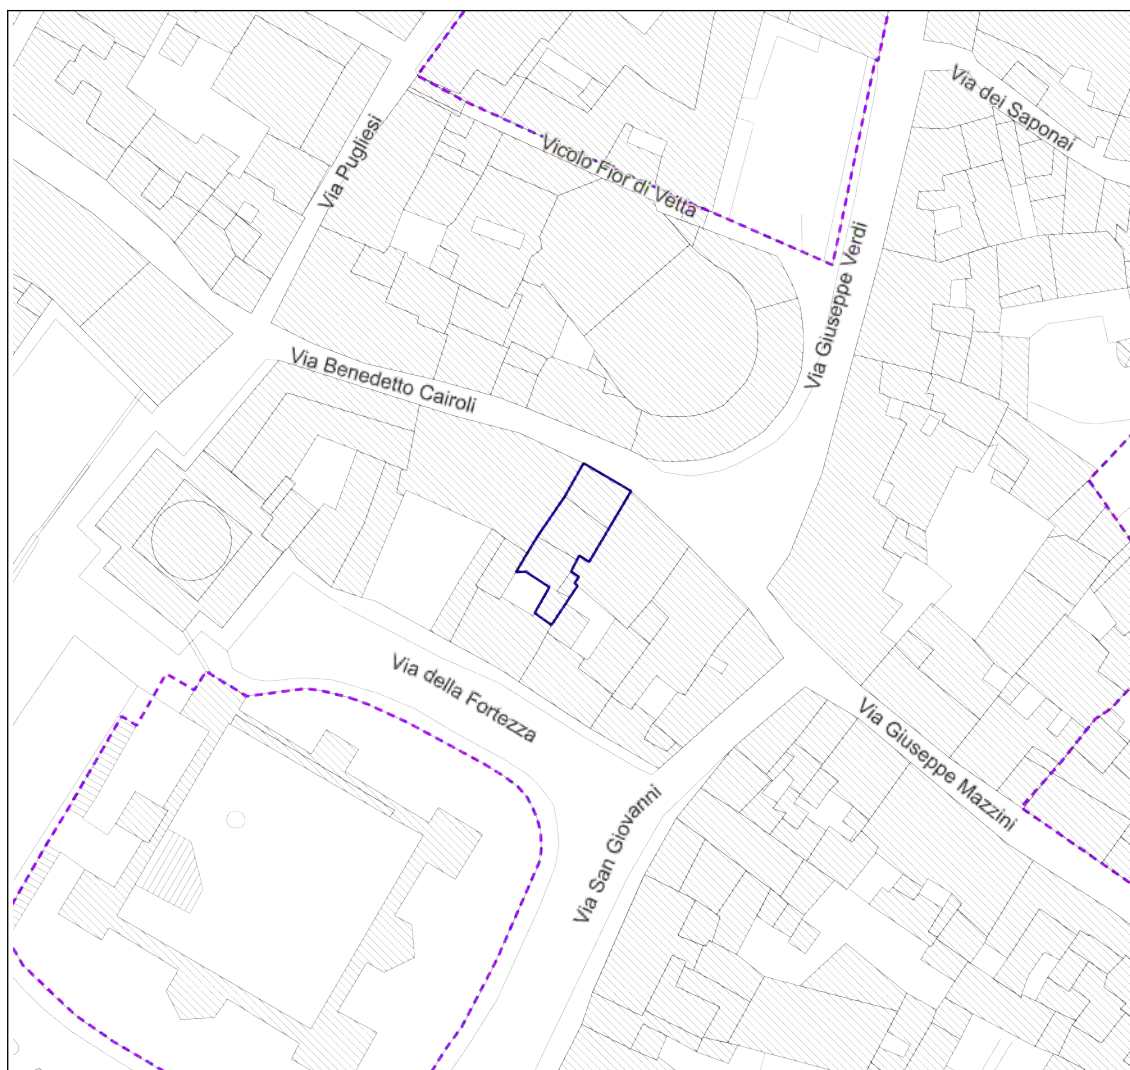 Via dei Saponai
Via Pugliesi
Vicolo Fior di Vetta
Via Giuseppe Verdi
Via Benedetto Cairoli
Via della Fortezza
Via Giuseppe Mazzini
Via San Giovanni